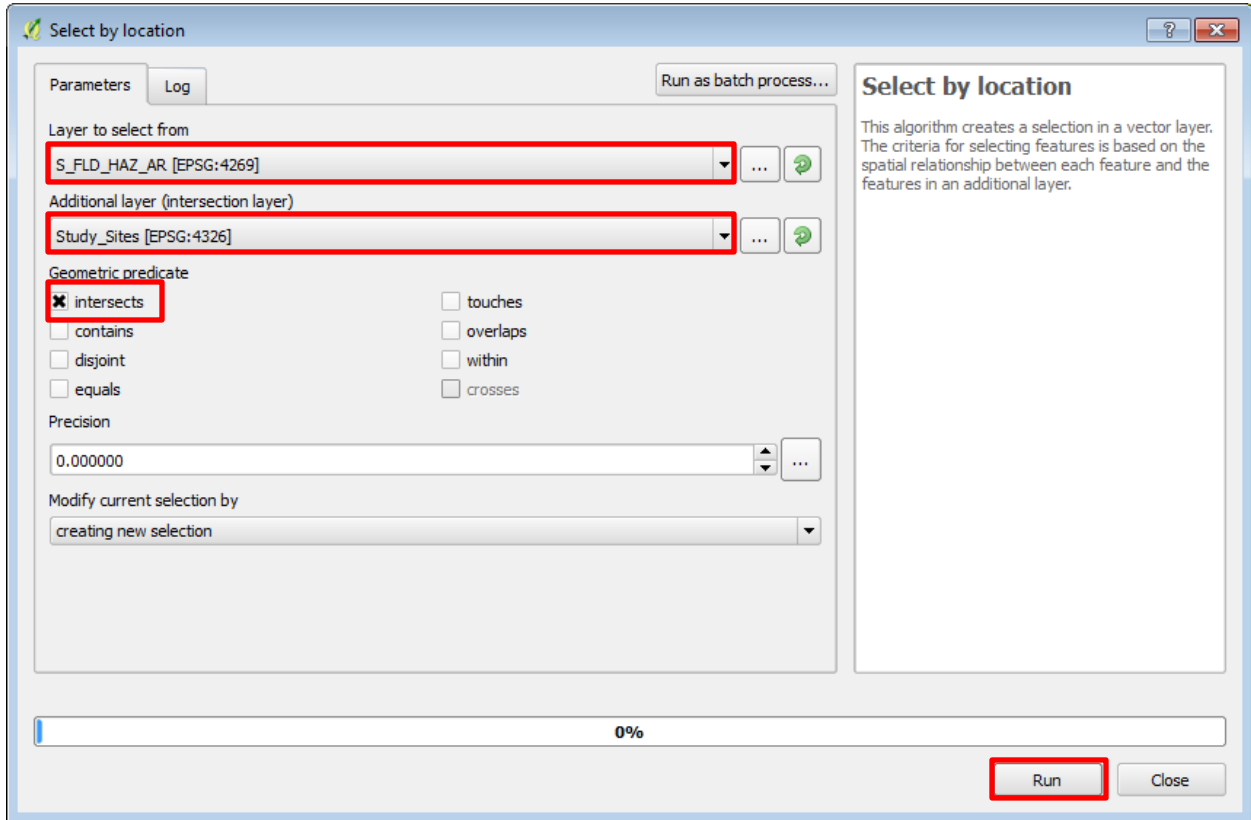 Select by location
Parameters
Log
Run as batch process...
Layer to select from
S_FLD_HAZ_AR [EPSG:4269]
...
Additional layer (intersection layer)
Study_Sites [EPSG:4326]
...
Geometric predicate
intersects
touches
contains
overlaps
disjoint
within
equals
crosses
Precision
0.000000
...
Modify current selection by
creating new selection
Select by location
This algorithm creates a selection in a vector layer.
The criteria for selecting features is based on the
spatial relationship between each feature and the
features in an additional layer.
0%
Run
Close